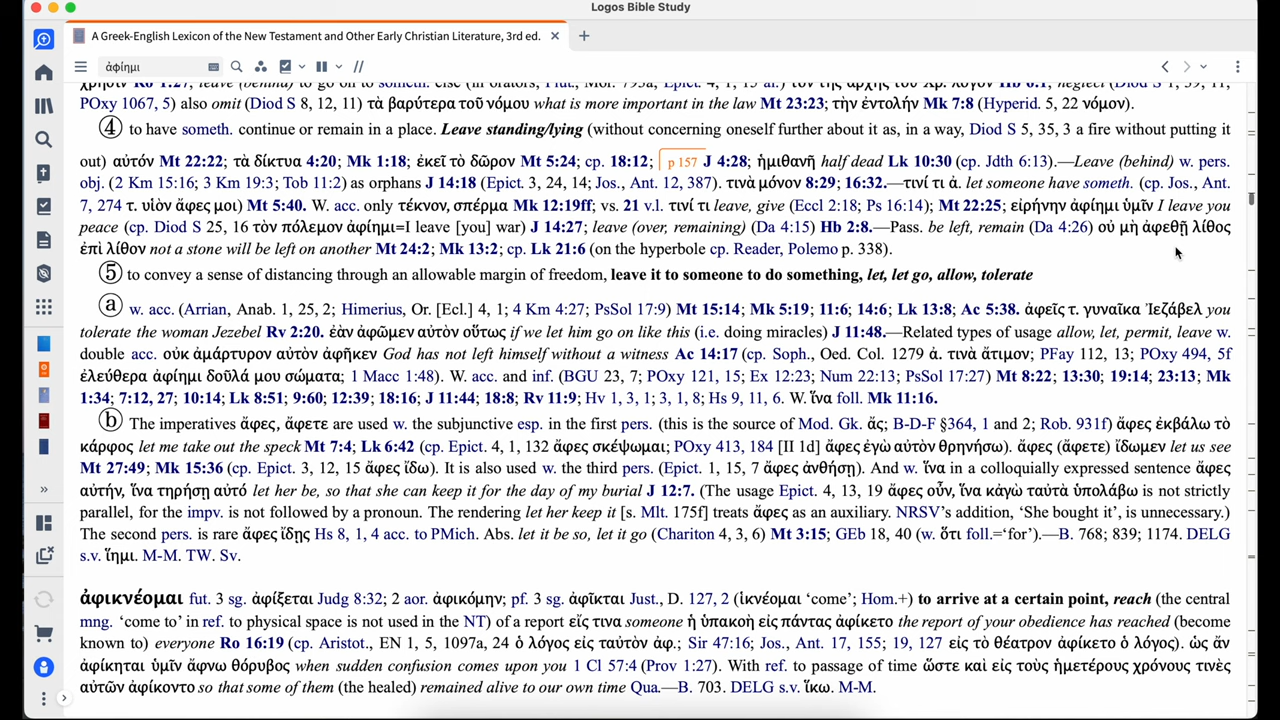 Logos Bible Study
A Greek-English Lexicon of the New Testament and Other Early Christian Literature, 3rd ed.
ἀφίημι
POxy 1067, 5) also omit (Diod S 8, 12, 11) τὰ βαρύτερα τοῦ νόμου what is more important in the law Mt 23:23; τὴν ἐντολήν Mk 7:8 (Hyperid. 5, 22 νόμον).
④ to have someth. continue or remain in a place. Leave standing/lying (without concerning oneself further about it as, in a way, Diod S 5, 35, 3 a fire without putting it
out) αὐτόν Mt 22:22; τὰ δίκτυα 4:20; Mk 1:18; ἐκεῖ τὸ δῶρον Mt 5:24; cp. 18:12; p 157 J 4:28; ἡμιθανῆ half dead Lk 10:30 (cp. Jdth 6:13).—Leave (behind) w. pers.
obj. (2 Km 15:16; 3 Km 19:3; Tob 11:2) as orphans J 14:18 (Epict. 3, 24, 14; Jos., Ant. 12, 387). τινὰ μόνον 8:29; 16:32.—τινί τι ἀ. let someone have someth. (cp. Jos., Ant.
7, 274 τ. υἱὸν ἄφες μοι) Mt 5:40. W. acc. only τέκνον, σπέρμα Mk 12:19ff; vs. 21 v.l. τινί τι leave, give (Eccl 2:18; Ps 16:14); Mt 22:25; εἰρήνην ἀφίημι ὑμῖν I leave you
peace (cp. Diod S 25, 16 τὸν πόλεμον ἀφίημι=I leave [you] war) J 14:27; leave (over, remaining) (Da 4:15) Hb 2:8.—Pass. be left, remain (Da 4:26) οὐ μὴ ἀφεθῇ λίθος
ἐπὶ λίθον not a stone will be left on another Mt 24:2; Mk 13:2; cp. Lk 21:6 (on the hyperbole cp. Reader, Polemo p. 338).
⑤ to convey a sense of distancing through an allowable margin of freedom, leave it to someone to do something, let, let go, allow, tolerate
ⓐ w. acc. (Arrian, Anab. 1, 25, 2; Himerius, Or. [Ecl.] 4, 1; 4 Km 4:27; PsSol 17:9) Mt 15:14; Mk 5:19; 11:6; 14:6; Lk 13:8; Ac 5:38. ἀφεῖς τ. γυναῖκα Ἰεζάβελ you
tolerate the woman Jezebel Rv 2:20. ἐὰν ἀφῶμεν αὐτὸν οὕτως if we let him go on like this (i.e. doing miracles) J 11:48.—Related types of usage allow, let, permit, leave w.
double acc. οὐκ ἀμάρτυρον αὐτὸν ἀφῆκεν God has not left himself without a witness Ac 14:17 (cp. Soph., Oed. Col. 1279 ἀ. τινὰ ἄτιμον; PFay 112, 13; POxy 494, 5f
ἐλεύθερα ἀφίημι δοῦλά μου σώματα; 1 Macc 1:48). W. acc. and inf. (BGU 23, 7; POxy 121, 15; Ex 12:23; Num 22:13; PsSol 17:27) Mt 8:22; 13:30; 19:14; 23:13; Mk
1:34; 7:12, 27; 10:14; Lk 8:51; 9:60; 12:39; 18:16; J 11:44; 18:8; Rv 11:9; Hv 1, 3, 1; 3, 1, 8; Hs 9, 11, 6. W. ἵνα foll. Mk 11:16.
ⓑ The imperatives ἄφες, ἄφετε are used w. the subjunctive esp. in the first pers. (this is the source of Mod. Gk. ἄς; B-D-F §364, 1 and 2; Rob. 931f) ἄφες ἐκβάλω τὸ
κάρφος let me take out the speck Mt 7:4; Lk 6:42 (cp. Epict. 4, 1, 132 ἄφες σκέψωμαι; POxy 413, 184 [II 1d] ἄφες ἐγὼ αὐτὸν θρηνήσω). ἄφες (ἄφετε) ἴδωμεν let us see
Mt 27:49; Mk 15:36 (cp. Epict. 3, 12, 15 ἄφες ἴδω). It is also used w. the third pers. (Epict. 1, 15, 7 ἄφες ἀνθήσῃ). And w. ἵνα in a colloquially expressed sentence ἄφες
αὐτήν, ἵνα τηρήσῃ αὐτό let her be, so that she can keep it for the day of my burial J 12:7. (The usage Epict. 4, 13, 19 ἄφες οὖν, ἵνα κἀγὼ ταὐτὰ ὑπολάβω is not strictly
parallel, for the impv. is not followed by a pronoun. The rendering let her keep it [s. Mlt. 175f] treats ἄφες as an auxiliary. NRSV’s addition, ‘She bought it’, is unnecessary.)
The second pers. is rare ἄφες ἴδῃς Hs 8, 1, 4 acc. to PMich. Abs. let it be so, let it go (Chariton 4, 3, 6) Mt 3:15; GEb 18, 40 (w. ὅτι foll.=‘for’).—B. 768; 839; 1174. DELG
s.v. ἵημι. M-M. TW. Sv.
ἀφικνέομαι fut. 3 sg. ἀφίξεται Judg 8:32; 2 aor. ἀφικόμην; pf. 3 sg. ἀφῖκται Just., D. 127, 2 (ἱκνέομαι ‘come’; Hom.+) to arrive at a certain point, reach (the central
mng. ‘come to’ in ref. to physical space is not used in the NT) of a report εἴς τινα someone ἡ ὑπακοὴ εἰς πάντας ἀφίκετο the report of your obedience has reached (become
known to) everyone Ro 16:19 (cp. Aristot., EN 1, 5, 1097a, 24 ὁ λόγος εἰς ταὐτὸν ἀφ.; Sir 47:16; Jos., Ant. 17, 155; 19, 127 εἰς τὸ θέατρον ἀφίκετο ὁ λόγος). ὡς ἂν
ἀφίκηται ὑμῖν ἄφνω θόρυβος when sudden confusion comes upon you 1 Cl 57:4 (Prov 1:27). With ref. to passage of time ὥστε καὶ εἰς τοὺς ἡμετέρους χρόνους τινὲς
αὐτῶν ἀφίκοντο so that some of them (the healed) remained alive to our own time Qua.—B. 703. DELG s.v. ἵκω. M-M.